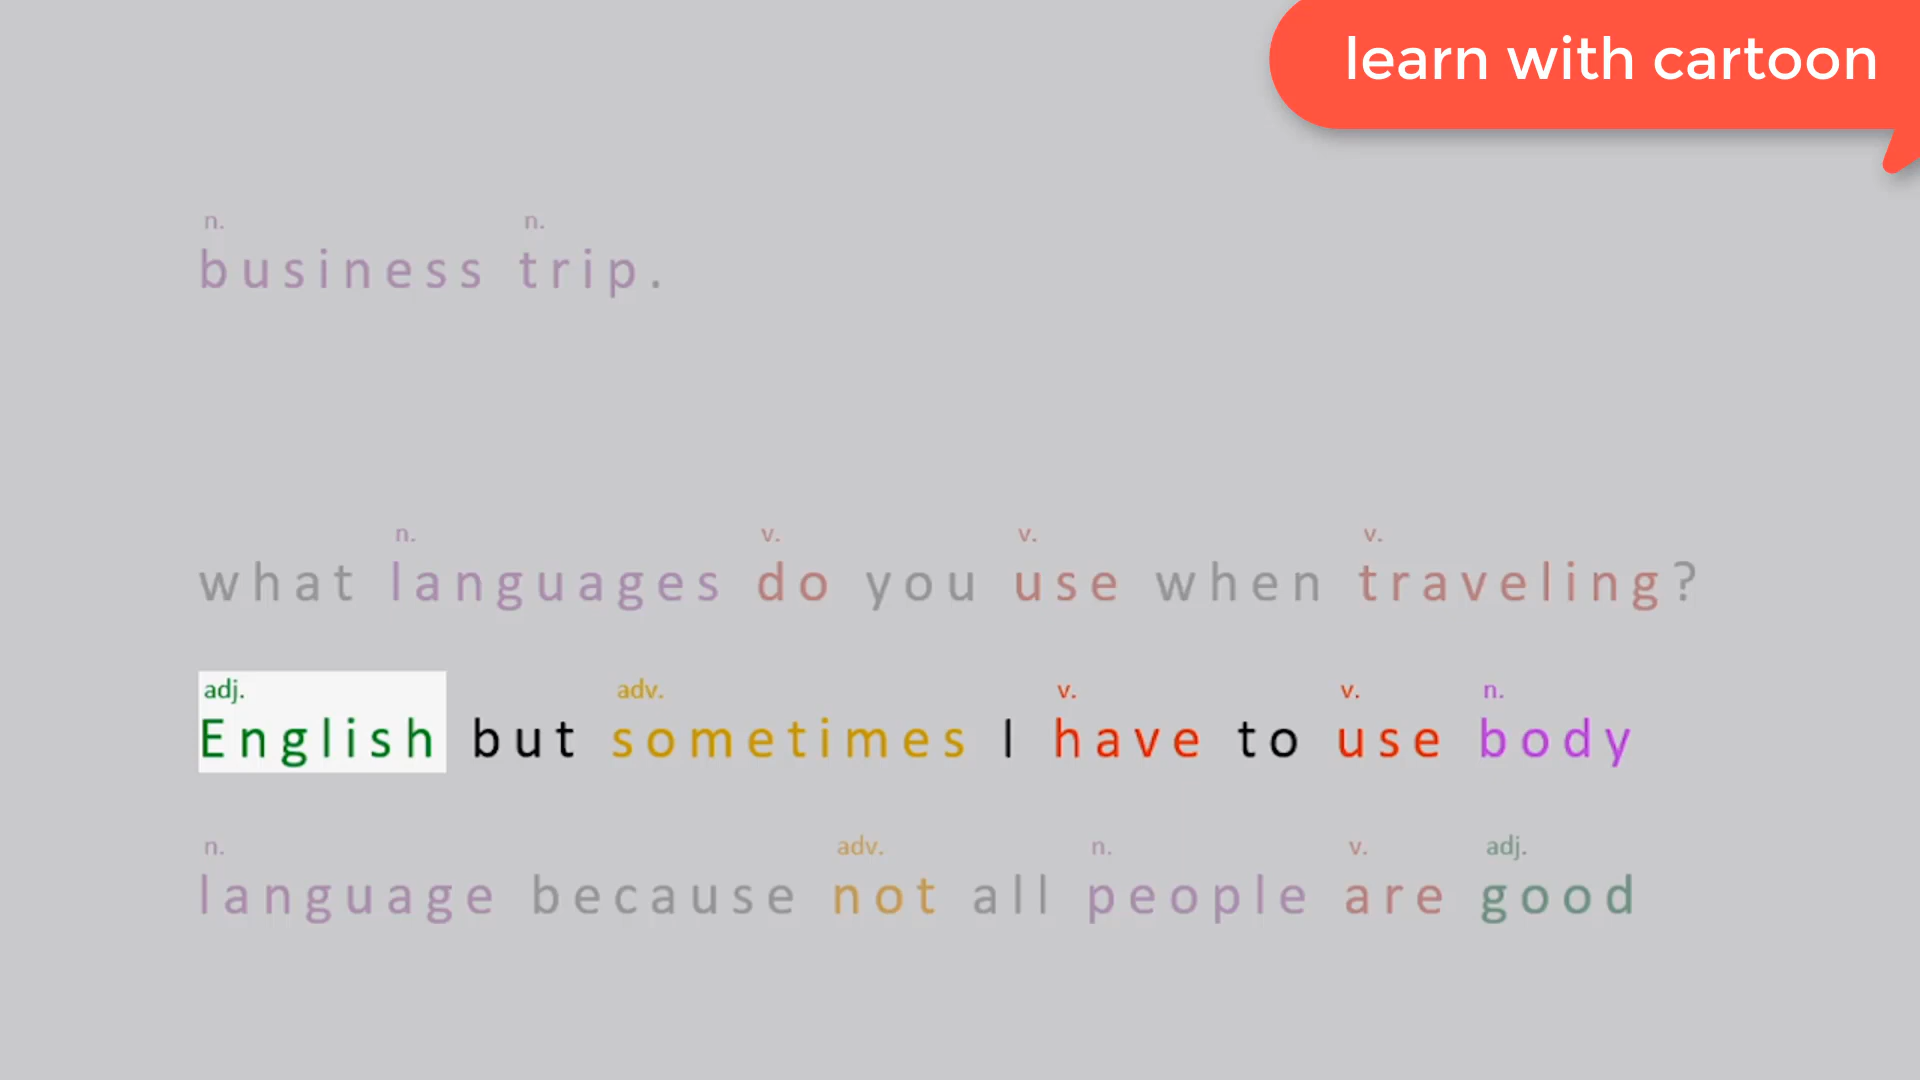 learn with cartoon
n. n.
business trip.
n. v. v. v.
what languages do you use when traveling?
adj. adv. v. v. n.
English but sometimes I have to use body
n. adv. n. v. adj.
language because not all people are good